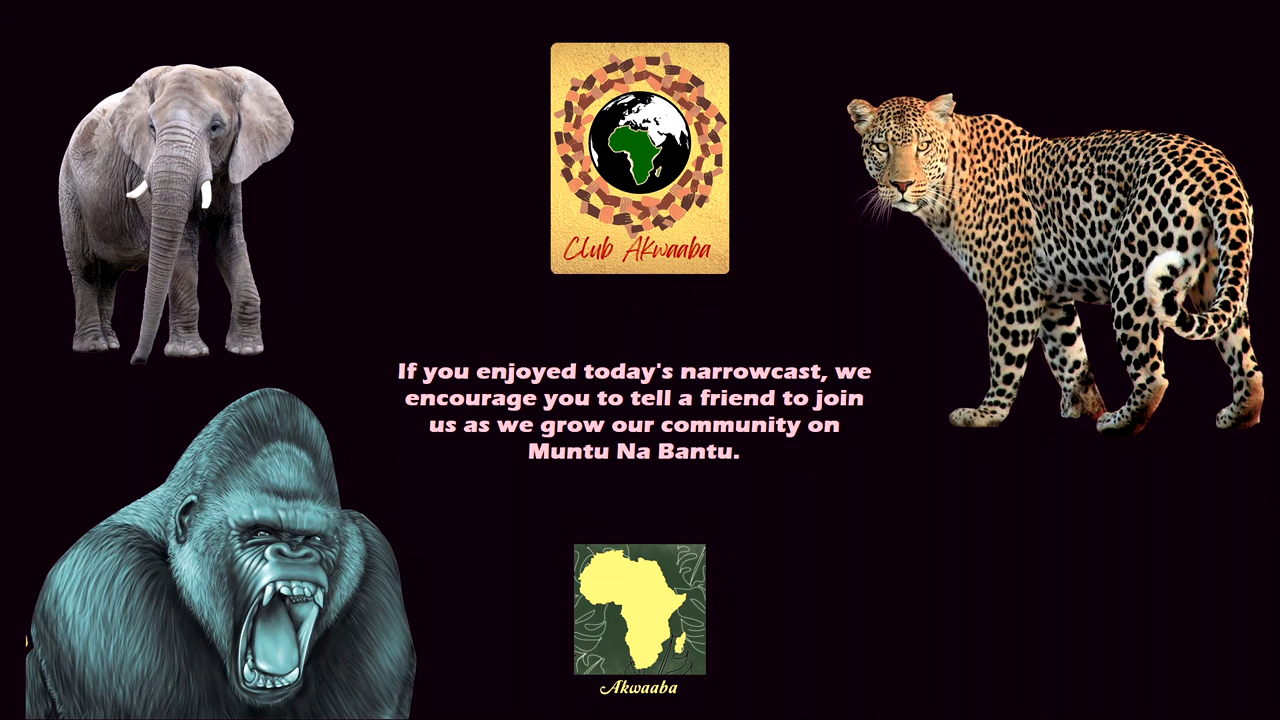 Club Akwaaba
If you enjoyed today's narrowcast, we
encourage you to tell a friend to join
us as we grow our community on
Muntu Na Bantu.
Akwaaba